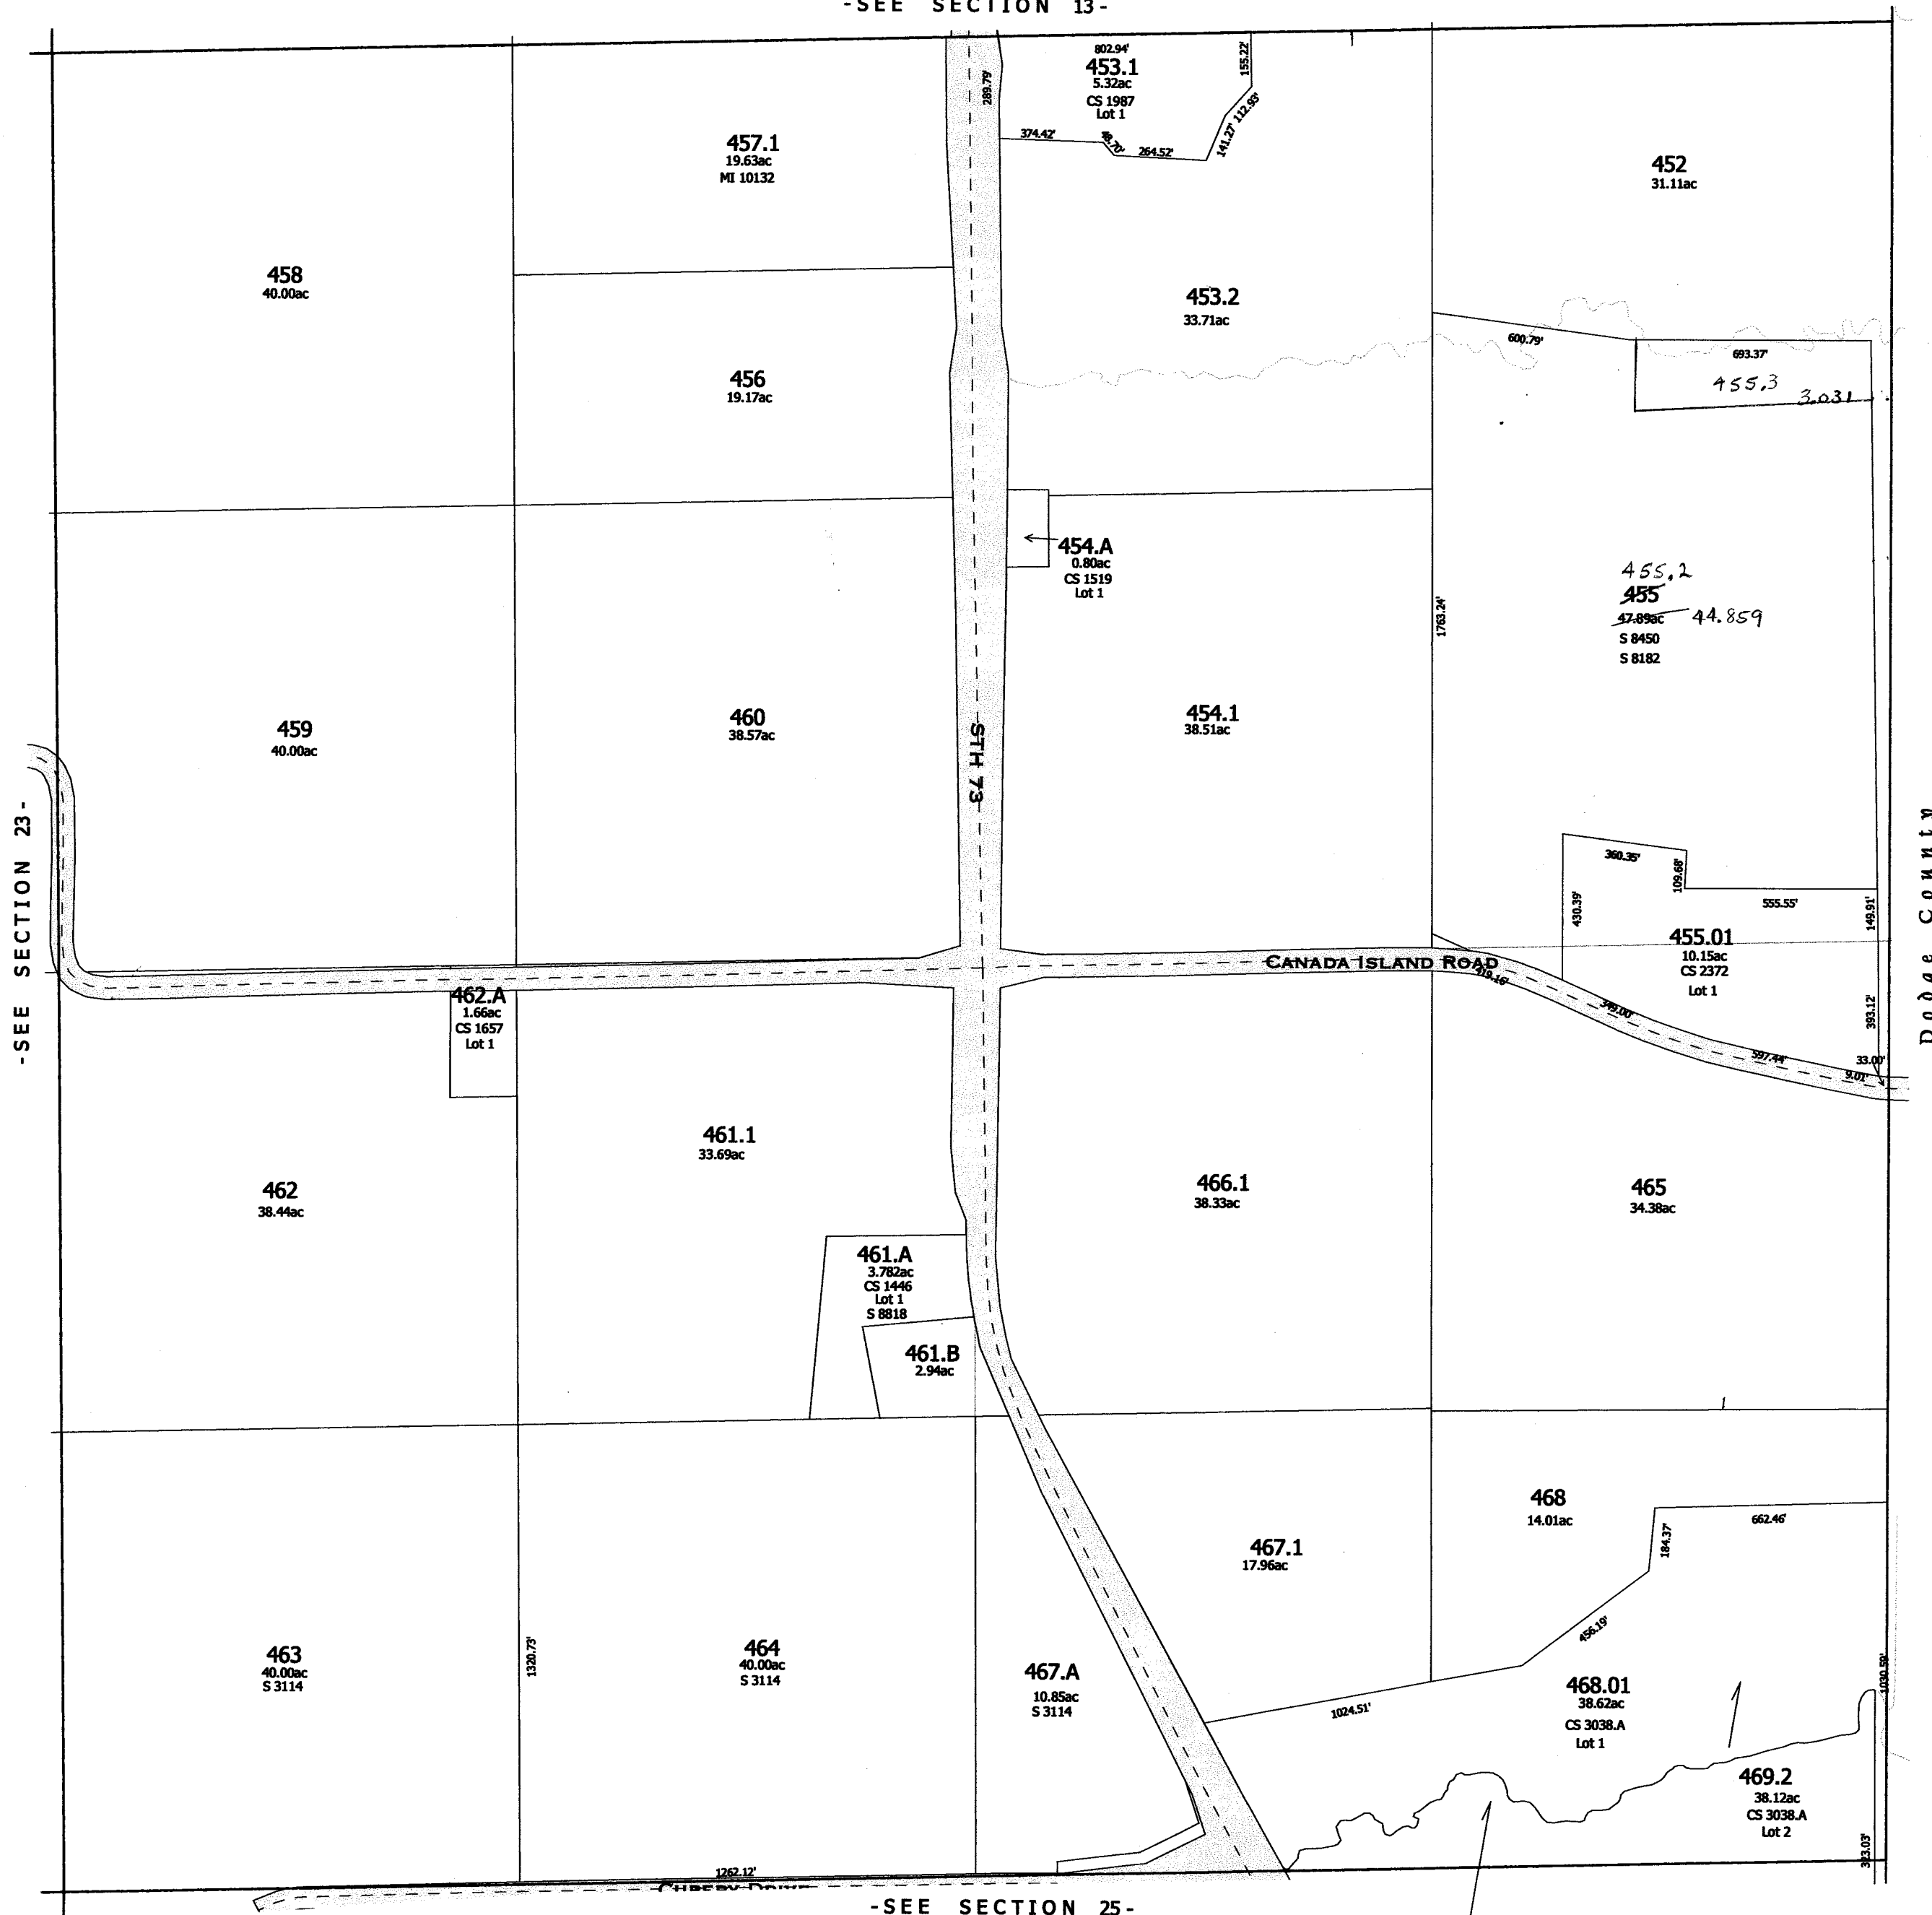 -SEE SECTION 13-
802.94'
453.1
5.32ac
CS 1987
Lot 1
155.22'
289.79'
112.93'
141.27'
374.42'
48.70'
264.52'
457.1
19.63ac
MI 10132
452
31.11ac
458
40.00ac
453.2
33.71ac
600.79'
693.37'
455.3
3.031
456
19.17ac
454.A
0.80ac
CS 1519
Lot 1
455.2
455
47.89ac
44.859
S 8450
S 8182
1763.24'
459
40.00ac
460
38.57ac
STH 73
454.1
38.51ac
-SEE SECTION 23-
Dodge County
360.35'
109.68'
430.39'
555.55'
149.91'
455.01
10.15ac
CS 2372
Lot 1
CANADA ISLAND ROAD
419.16'
349.00'
393.12'
597.44'
33.00'
9.01'
462.A
1.66ac
CS 1657
Lot 1
461.1
33.69ac
462
38.44ac
466.1
38.33ac
465
34.38ac
461.A
3.782ac
CS 1446
Lot 1
S 8818
461.B
2.94ac
468
14.01ac
662.46'
184.37'
467.1
17.96ac
456.19'
463
40.00ac
S 3114
1320.73'
464
40.00ac
S 3114
467.A
10.85ac
S 3114
1024.51'
468.01
38.62ac
CS 3038.A
Lot 1
1030.59'
469.2
38.12ac
CS 3038.A
Lot 2
323.03'
1262.12'
-SEE SECTION 25-